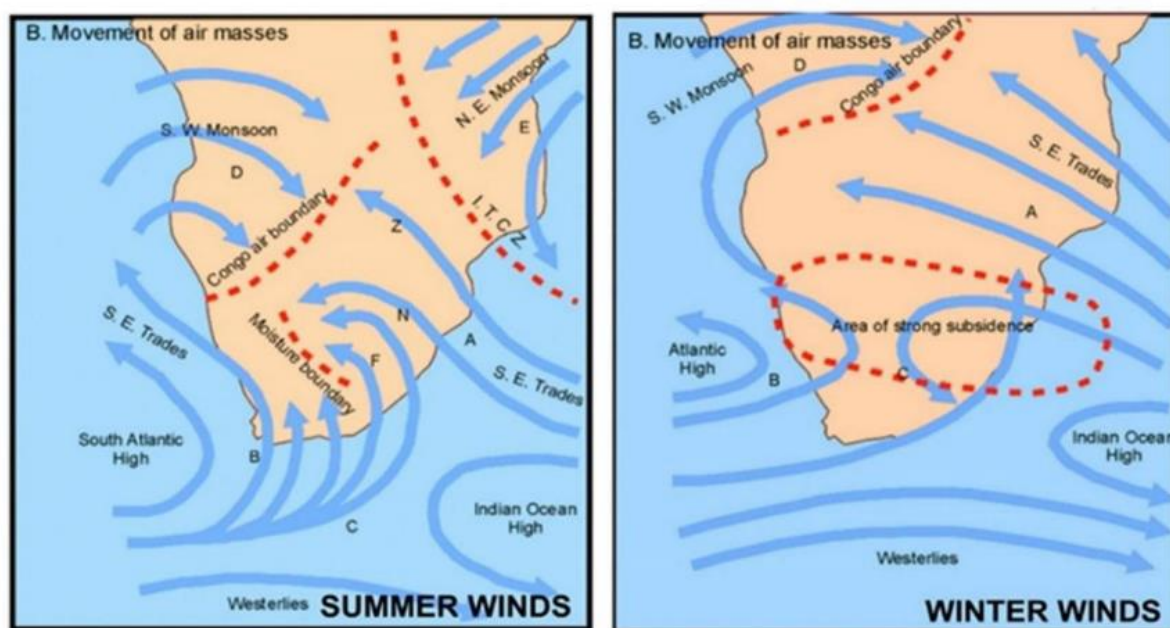 B. Movement of air masses
N. E. Monsoon
E
S. W. Monsoon
D
Congo air boundary
Z
I. T. C. Z
S. E. Trades
Moisture boundary
N
F
A
S. E. Trades
South Atlantic
High
B
C
Indian Ocean
High
Westerlies
SUMMER WINDS
B. Movement of air masses
D
S. W. Monsoon
Congo air boundary
S. E. Trades
A
Area of strong subsidence
Atlantic
High
B
C
Indian Ocean
High
Westerlies
WINTER WINDS